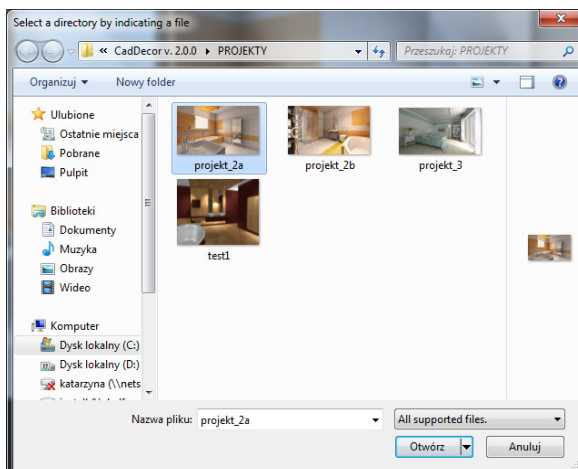 Select a directory by indicating a file
« CadDecor v. 2.0.0 ▸ PROJEKTY
Przeszukaj: PROJEKTY
Organizuj
Nowy folder
Ulubione
Ostatnie miejsca
Pobrane
Pulpit
Biblioteki
Dokumenty
Muzyka
Obrazy
Wideo
Komputer
Dysk lokalny (C:)
Dysk lokalny (D:)
katarzyna (\\nets
projekt_2a
projekt_2b
projekt_3
test1
Nazwa pliku: projekt_2a
All supported files.
Otwórz
Anuluj